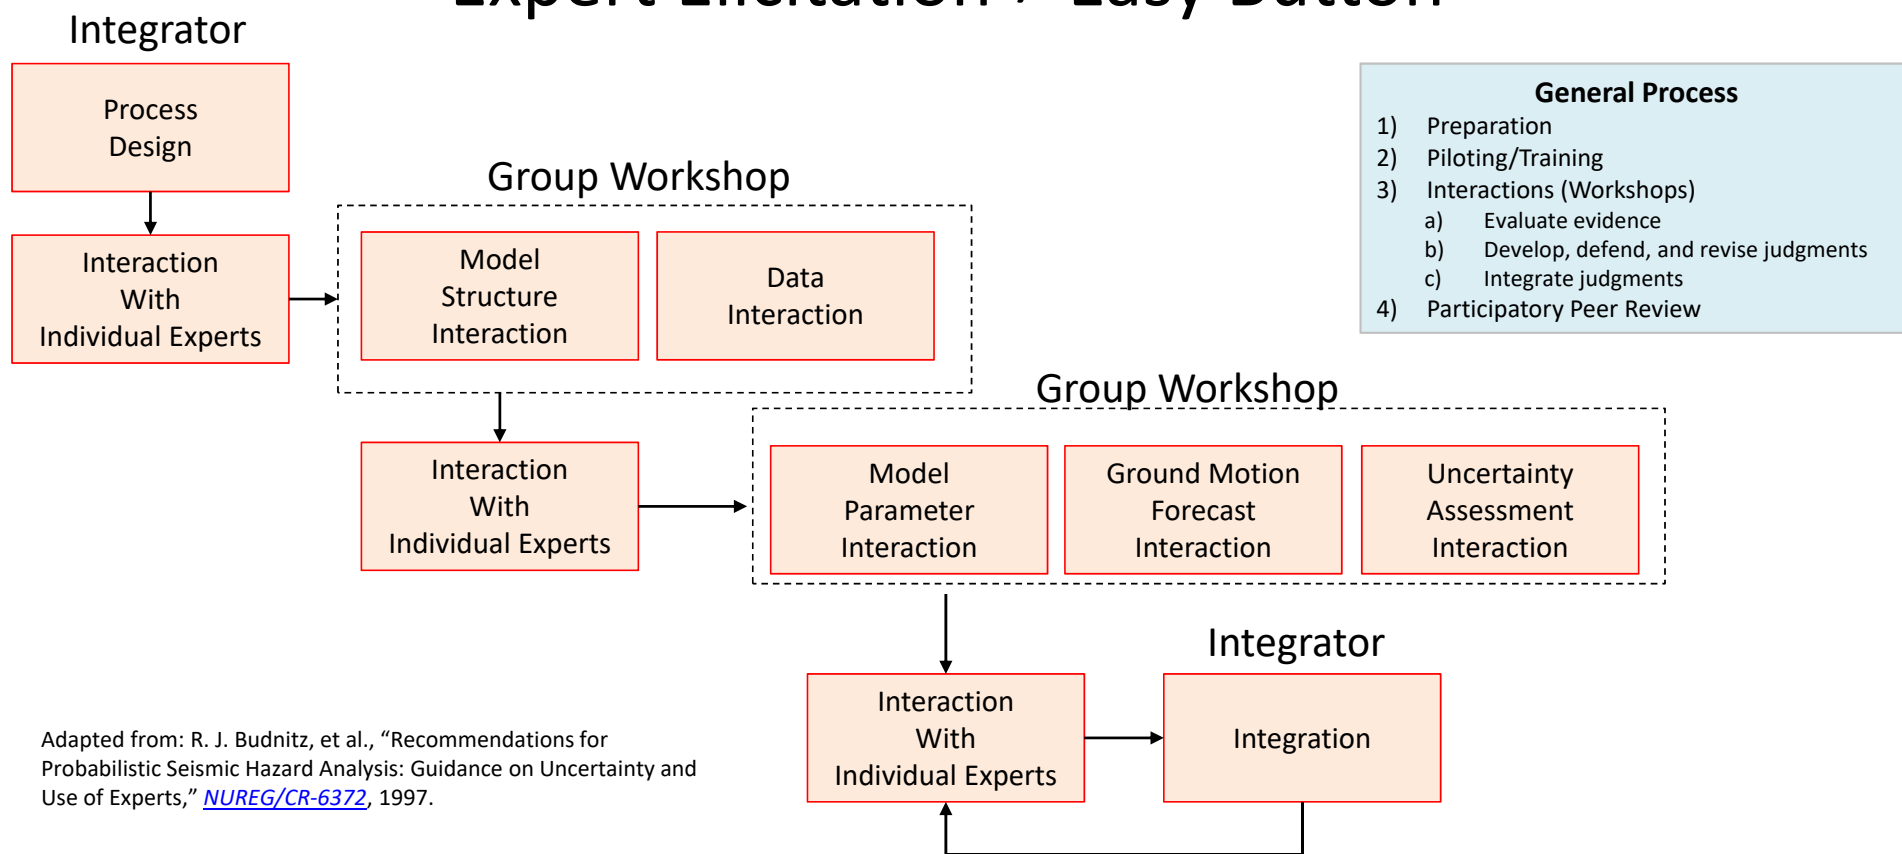 Expert Elicitation ≠ Easy Button
Integrator
Process
Design
Interaction
With
Individual Experts
Group Workshop
Model
Structure
Interaction
Data
Interaction
General Process
1) Preparation
2) Piloting/Training
3) Interactions (Workshops)
a) Evaluate evidence
b) Develop, defend, and revise judgments
c) Integrate judgments
4) Participatory Peer Review
Interaction
With
Individual Experts
Group Workshop
Model
Parameter
Interaction
Ground Motion
Forecast
Interaction
Uncertainty
Assessment
Interaction
Interaction
With
Individual Experts
Integrator
Integration
Adapted from: R. J. Budnitz, et al., “Recommendations for
Probabilistic Seismic Hazard Analysis: Guidance on Uncertainty and
Use of Experts,” NUREG/CR-6372, 1997.